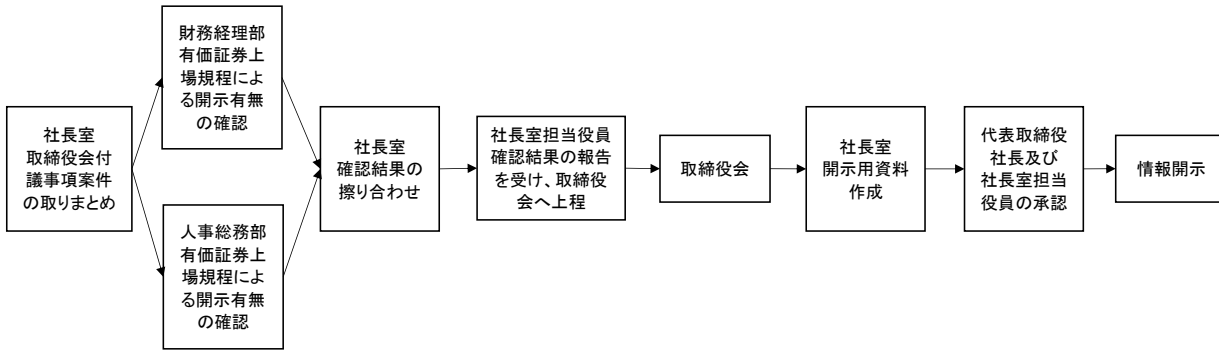 社長室
取締役会付
議事項案件
の取りまとめ
財務経理部
有価証券上
場規程によ
る開示有無
の確認
人事総務部
有価証券上
場規程によ
る開示有無
の確認
社長室
確認結果の
擦り合わせ
社長室担当役員
確認結果の報告
を受け、取締役
会へ上程
取締役会
社長室
開示用資料
作成
代表取締役
社長及び
社長室担当
役員の承認
情報開示